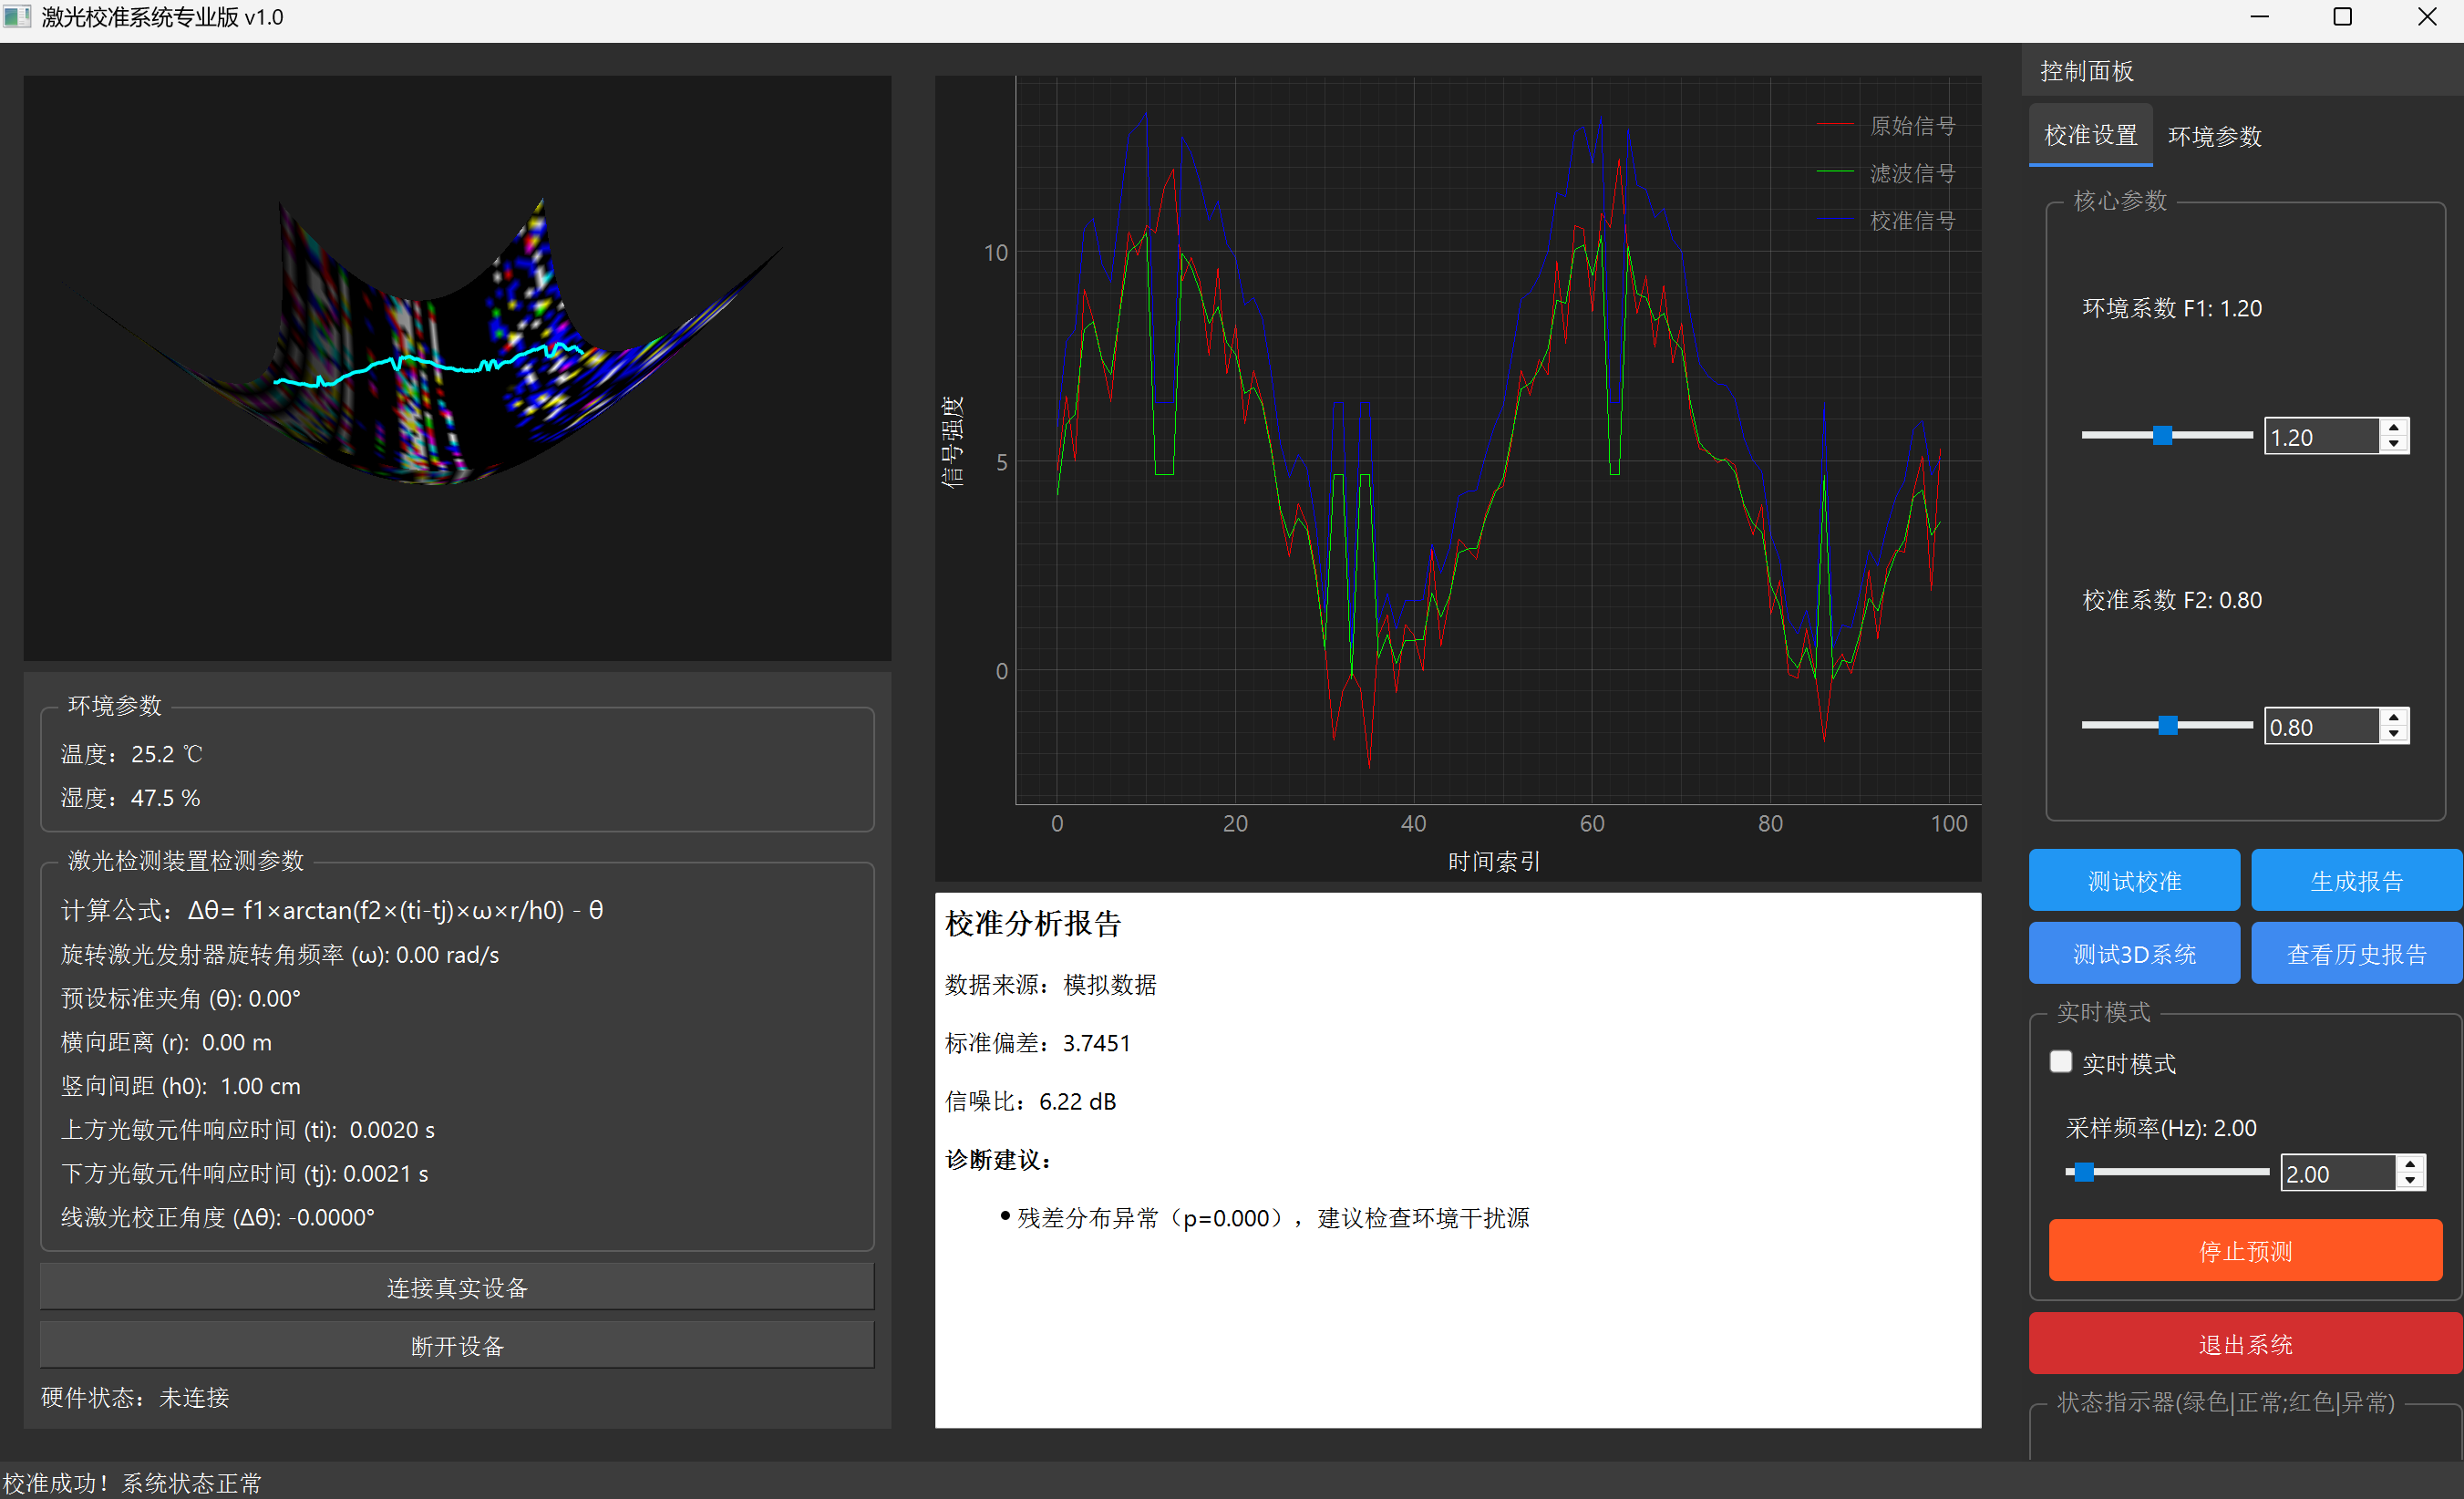 激光校准系统专业版 v1.0
环境参数
温度：25.2 ℃
湿度：47.5 %
激光检测装置检测参数
计算公式：Δθ= f1×arctan(f2×(ti-tj)×ω×r/h0) - θ
旋转激光发射器旋转角频率 (ω): 0.00 rad/s
预设标准夹角 (θ): 0.00°
横向距离 (r): 0.00 m
竖向间距 (h0): 1.00 cm
上方光敏元件响应时间 (ti): 0.0020 s
下方光敏元件响应时间 (tj): 0.0021 s
线激光校正角度 (Δθ): -0.0000°
连接真实设备
断开设备
硬件状态：未连接
原始信号
滤波信号
校准信号
信号强度
10
5
0
0 20 40 60 80 100
时间索引
校准分析报告
数据来源：模拟数据
标准偏差：3.7451
信噪比：6.22 dB
诊断建议：
• 残差分布异常（p=0.000），建议检查环境干扰源
控制面板
校准设置 环境参数
核心参数
环境系数 F1: 1.20
1.20
校准系数 F2: 0.80
0.80
测试校准 生成报告
测试3D系统 查看历史报告
实时模式
实时模式
采样频率(Hz): 2.00
2.00
停止预测
退出系统
状态指示器(绿色|正常;红色|异常)
校准成功！系统状态正常